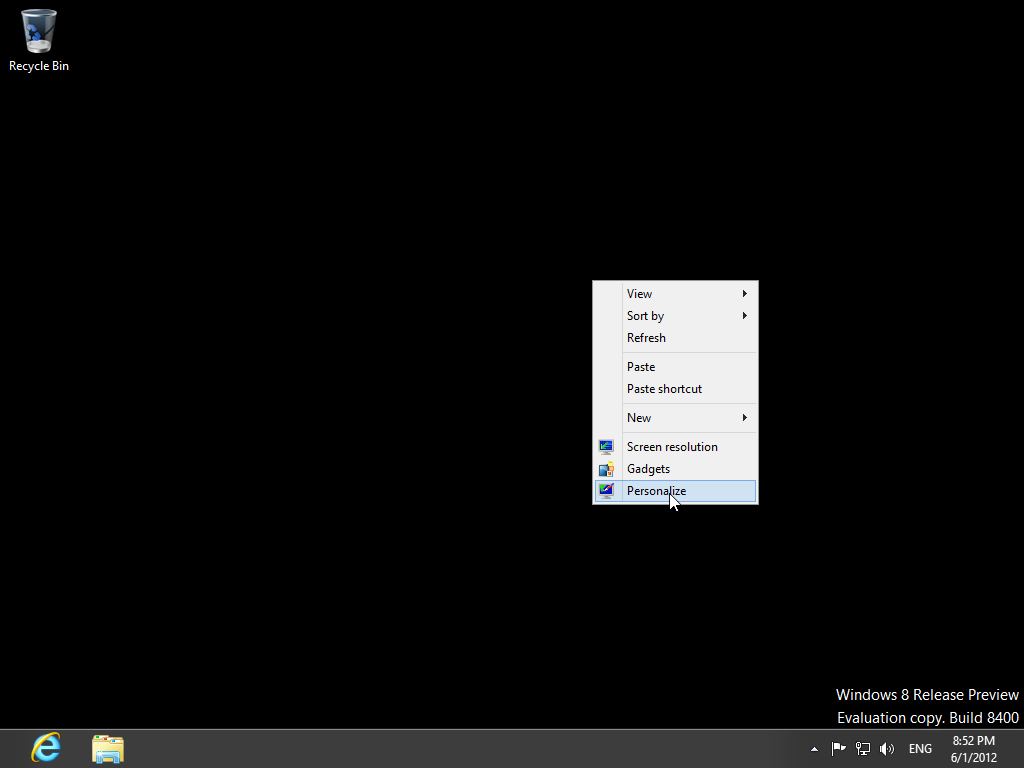 Recycle Bin
View
Sort by
Refresh
Paste
Paste shortcut
New
Screen resolution
Gadgets
Personalize
Windows 8 Release Preview
Evaluation copy. Build 8400
ENG
8:52 PM
6/1/2012